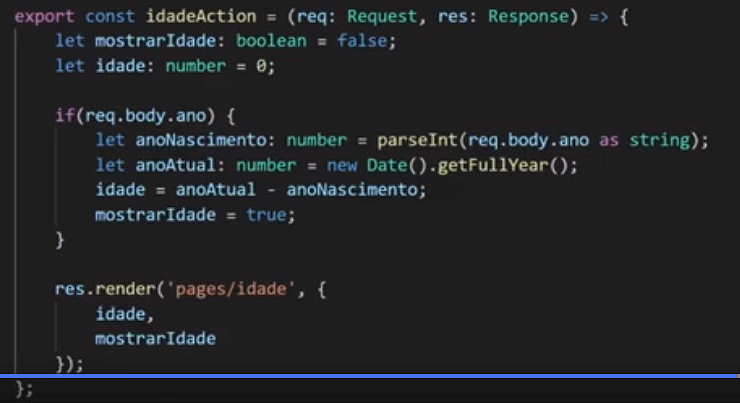 export const idadeAction = (req: Request, res: Response) => {
    let mostrarIdade: boolean = false;
    let idade: number = 0;

    if(req.body.ano) {
        let anoNascimento: number = parseInt(req.body.ano as string);
        let anoAtual: number = new Date().getFullYear();
        idade = anoAtual - anoNascimento;
        mostrarIdade = true;
    }

    res.render('pages/idade', {
        idade,
        mostrarIdade
    });
};